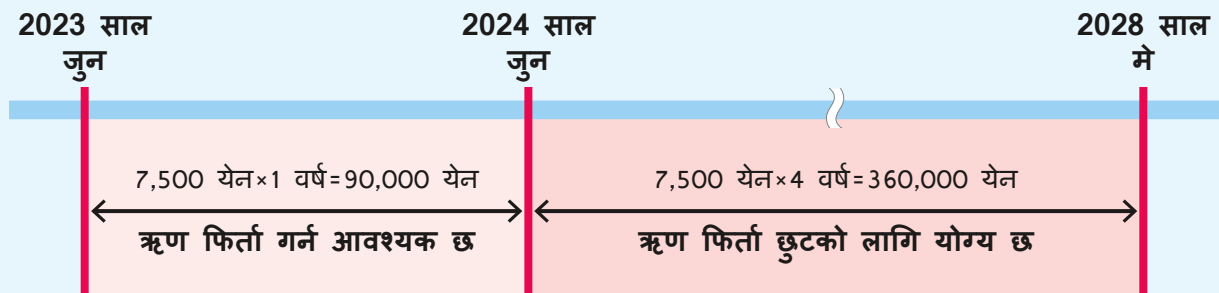 2023 साल
जुन
2024 साल
जुन
2028 साल
मे
7,500 येन×1 वर्ष=90,000 येन
ऋण फिर्ता गर्न आवश्यक छ
7,500 येन×4 वर्ष=360,000 येन
ऋण फिर्ता छुटको लागि योग्य छ